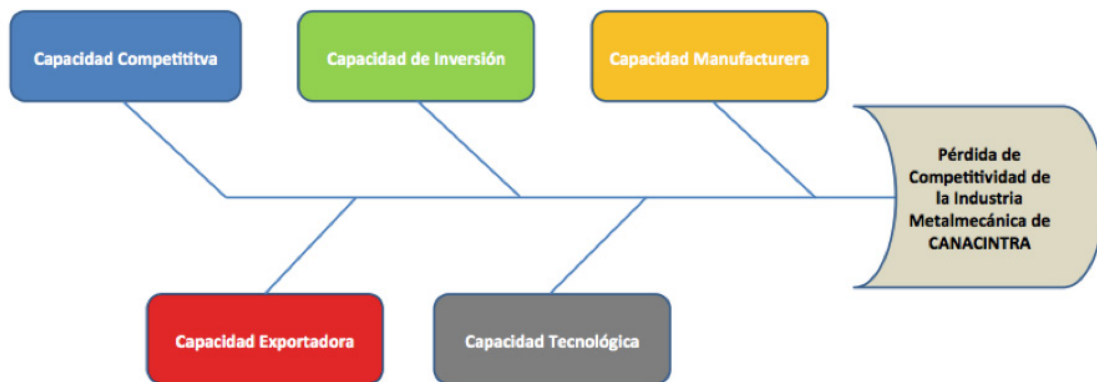 Capacidad Competititva
Capacidad de Inversión
Capacidad Manufacturera
Pérdida de
Competitividad de
la Industria
Metalmecánica de
CANACINTRA
Capacidad Exportadora
Capacidad Tecnológica